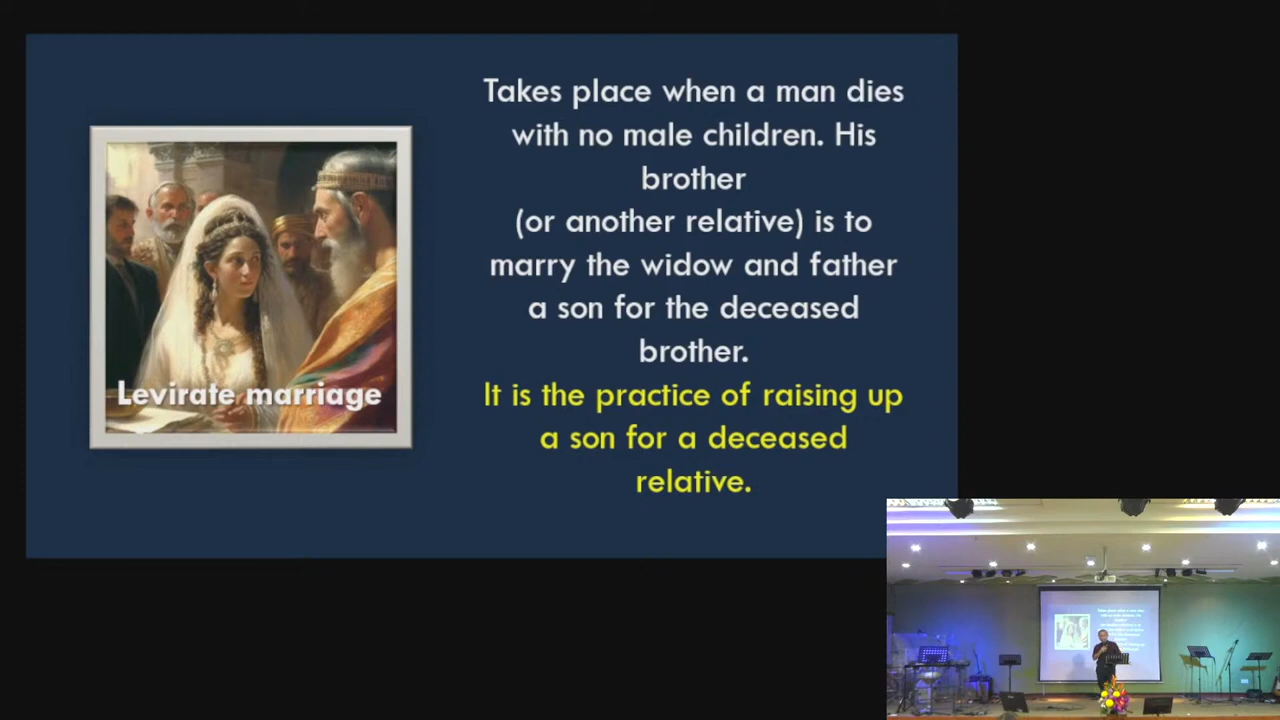 Takes place when a man dies
with no male children. His
brother
(or another relative) is to
marry the widow and father
a son for the deceased
brother.
It is the practice of raising up
a son for a deceased
relative.
Levirate marriage